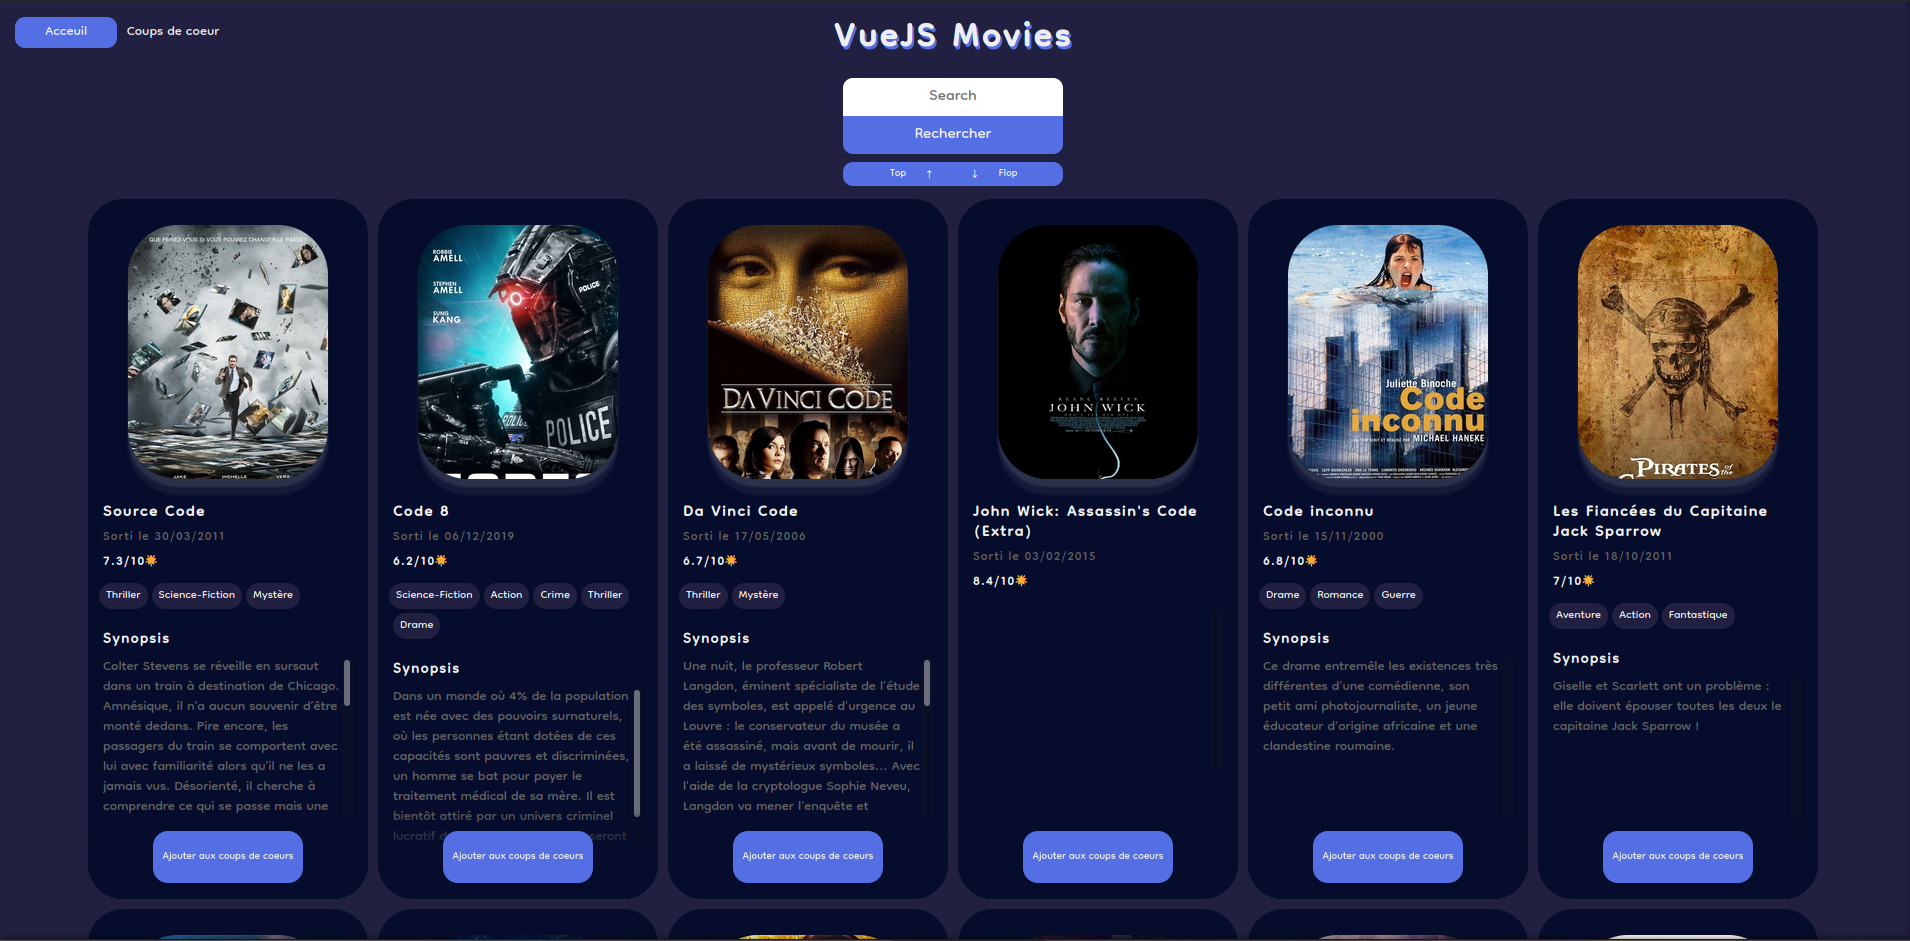 Acceuil
Coups de coeur
VueJS Movies
Search
Rechercher
Top ↑ ↓ Flop
QUE FERIEZ-VOUS SI VOUS POUVIEZ CHANGER LE PASSÉ?
JAKE MICHELLE VERA
Source Code
Sorti le 30/03/2011
7.3/10
Thriller Science-Fiction Mystère
Synopsis
Colter Stevens se réveille en sursaut
dans un train à destination de Chicago.
Amnésique, il n'a aucun souvenir d'être
monté dedans. Pire encore, les
passagers du train se comportent avec
lui avec familiarité alors qu'il ne les a
jamais vus. Désorienté, il cherche à
comprendre ce qui se passe mais une
Ajouter aux coups de coeurs
ROBBIE
AMELL
STEPHEN
AMELL
SUNG
KANG
POLICE
POLICE
Code 8
Sorti le 06/12/2019
6.2/10
Science-Fiction Action Crime Thriller
Drame
Synopsis
Dans un monde où 4% de la population
est née avec des pouvoirs surnaturels,
où les personnes étant dotées de ces
capacités sont pauvres et discriminées,
un homme se bat pour payer le
traitement médical de sa mère. Il est
bientôt attiré par un univers criminel
lucratif seront
Ajouter aux coups de coeurs
DA VINCI CODE
Da Vinci Code
Sorti le 17/05/2006
6.7/10
Thriller Mystère
Synopsis
Une nuit, le professeur Robert
Langdon, éminent spécialiste de l'étude
des symboles, est appelé d'urgence au
Louvre : le conservateur du musée a
été assassiné, mais avant de mourir, il
a laissé de mystérieux symboles... Avec
l'aide de la cryptologue Sophie Neveu,
Langdon va mener l'enquête et
Ajouter aux coups de coeurs
KEANU REEVES
JOHN WICK
John Wick: Assassin's Code
(Extra)
Sorti le 03/02/2015
8.4/10
Ajouter aux coups de coeurs
Juliette Binoche
Code
inconnu
UN FILM ÉCRIT ET RÉALISÉ PAR MICHAEL HANEKE
Code inconnu
Sorti le 15/11/2000
6.8/10
Drame Romance Guerre
Synopsis
Ce drame entremêle les existences très
différentes d'une comédienne, son
petit ami photojournaliste, un jeune
éducateur d'origine africaine et une
clandestine roumaine.
Ajouter aux coups de coeurs
PIRATES of the
Les Fiancées du Capitaine
Jack Sparrow
Sorti le 18/10/2011
7/10
Aventure Action Fantastique
Synopsis
Giselle et Scarlett ont un problème :
elle doivent épouser toutes les deux le
capitaine Jack Sparrow !
Ajouter aux coups de coeurs